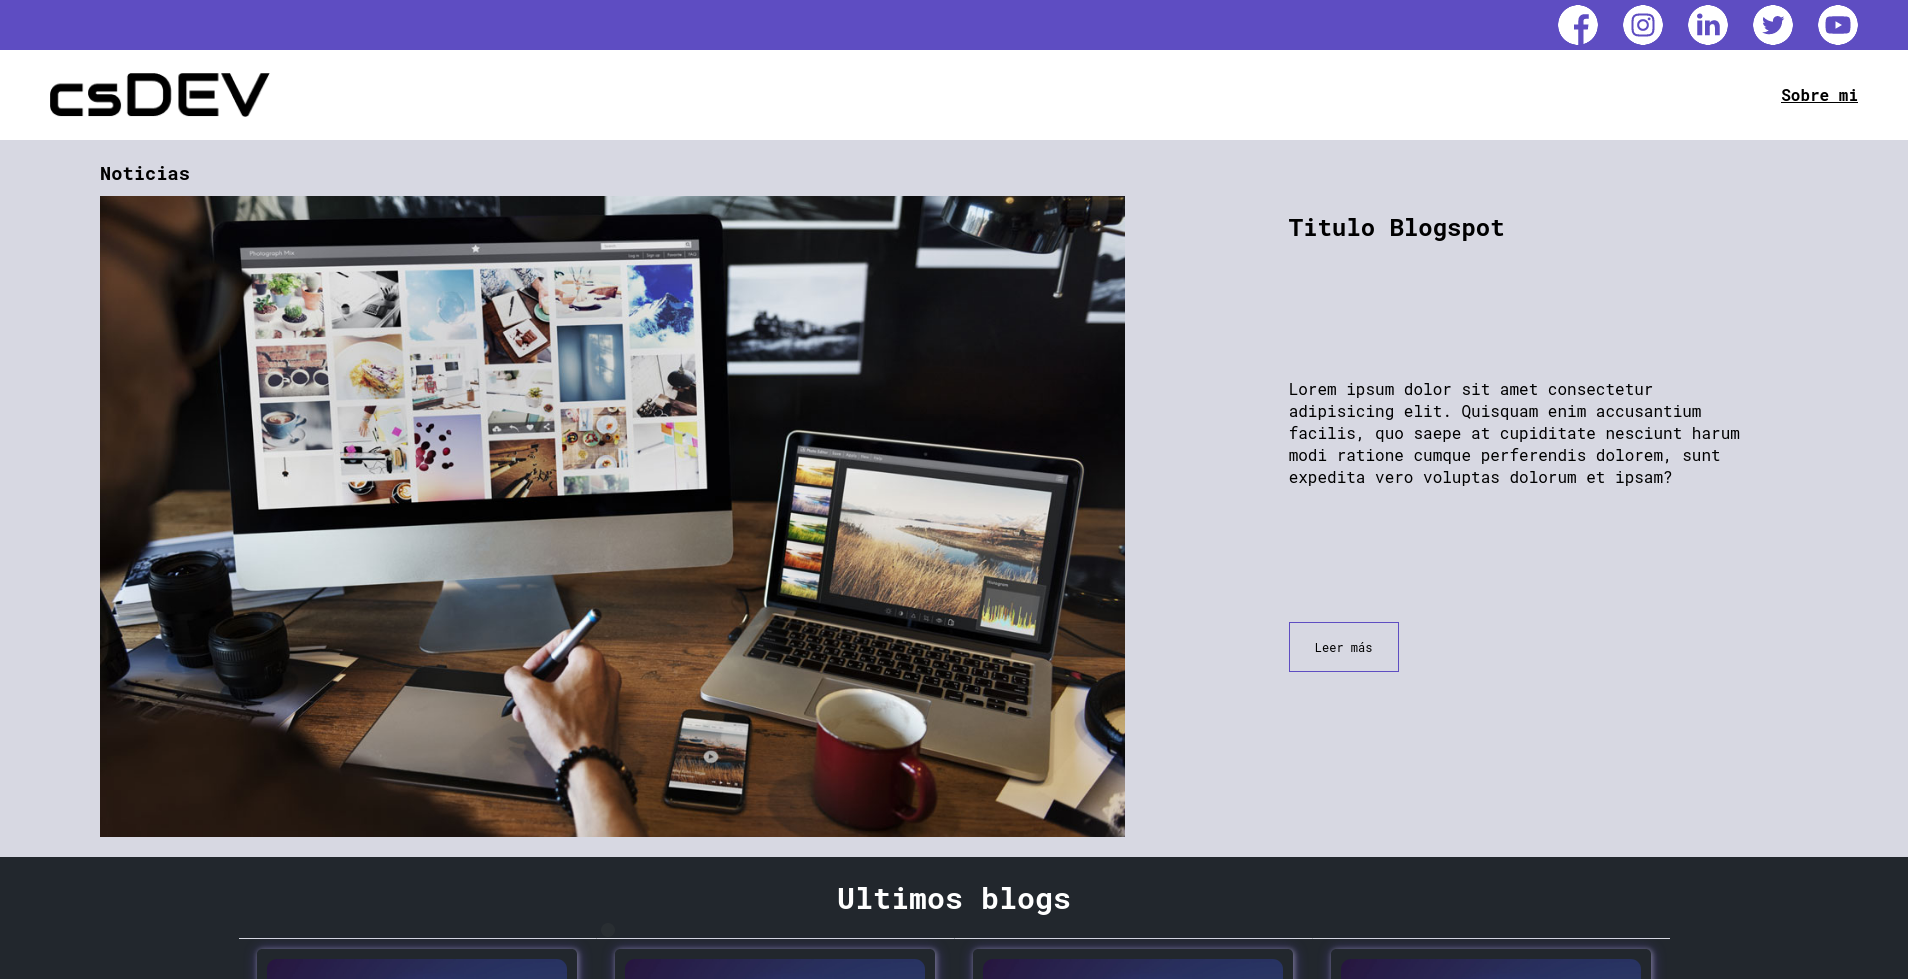 csDEV
Sobre mi
Noticias
Photograph Mix
Titulo Blogspot
Lorem ipsum dolor sit amet consectetur
adipisicing elit. Quisquam enim accusantium
facilis, quo saepe at cupiditate nesciunt harum
modi ratione cumque perferendis dolorem, sunt
expedita vero voluptas dolorum et ipsam?
Leer más
Ultimos blogs